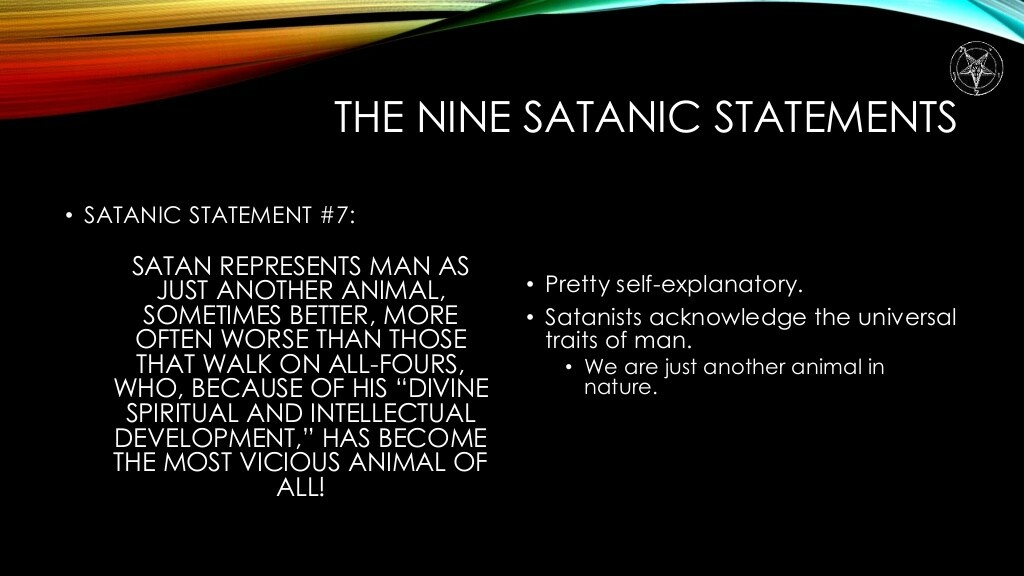 THE NINE SATANIC STATEMENTS
• SATANIC STATEMENT #7:
SATAN REPRESENTS MAN AS
JUST ANOTHER ANIMAL,
SOMETIMES BETTER, MORE
OFTEN WORSE THAN THOSE
THAT WALK ON ALL-FOURS,
WHO, BECAUSE OF HIS “DIVINE
SPIRITUAL AND INTELLECTUAL
DEVELOPMENT,” HAS BECOME
THE MOST VICIOUS ANIMAL OF
ALL!
• Pretty self-explanatory.
• Satanists acknowledge the universal
traits of man.
• We are just another animal in
nature.